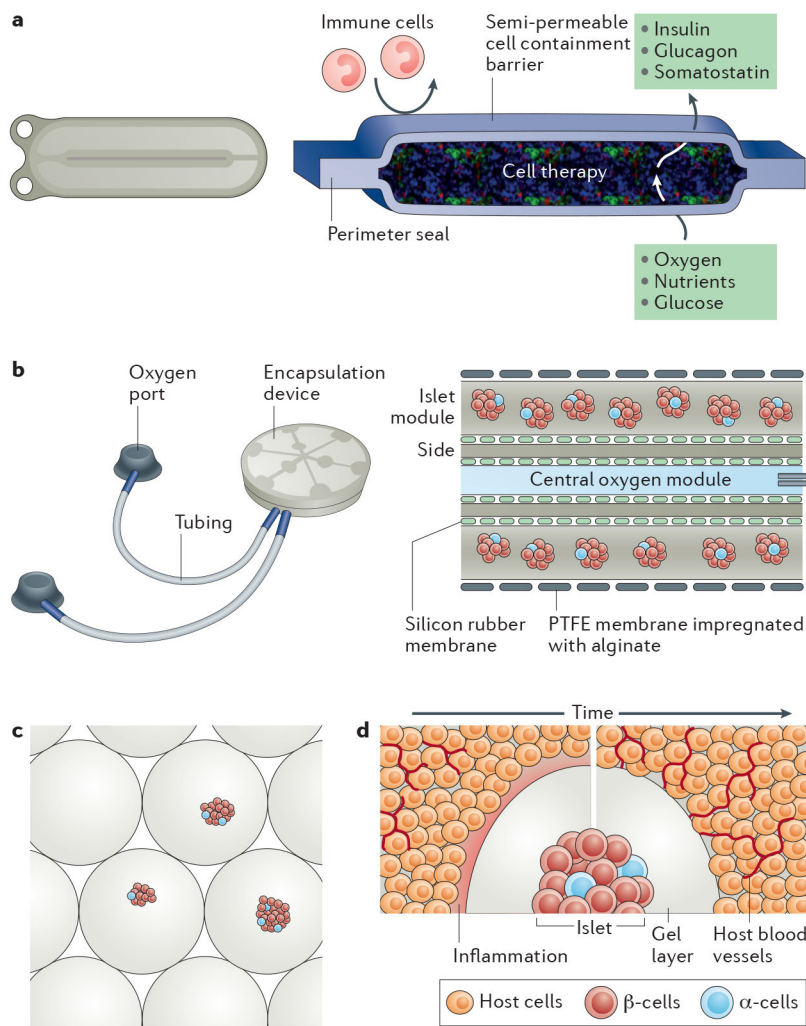 a
Immune cells
Semi-permeable
cell containment
barrier
• Insulin
• Glucagon
• Somatostatin
Cell therapy
Perimeter seal
• Oxygen
• Nutrients
• Glucose
b
Oxygen
port
Encapsulation
device
Tubing
Islet
module
Side
Central oxygen module
Silicon rubber
membrane
PTFE membrane impregnated
with alginate
c
d
Time
Inflammation
Islet
Gel
layer
Host blood
vessels
Host cells
β-cells
α-cells